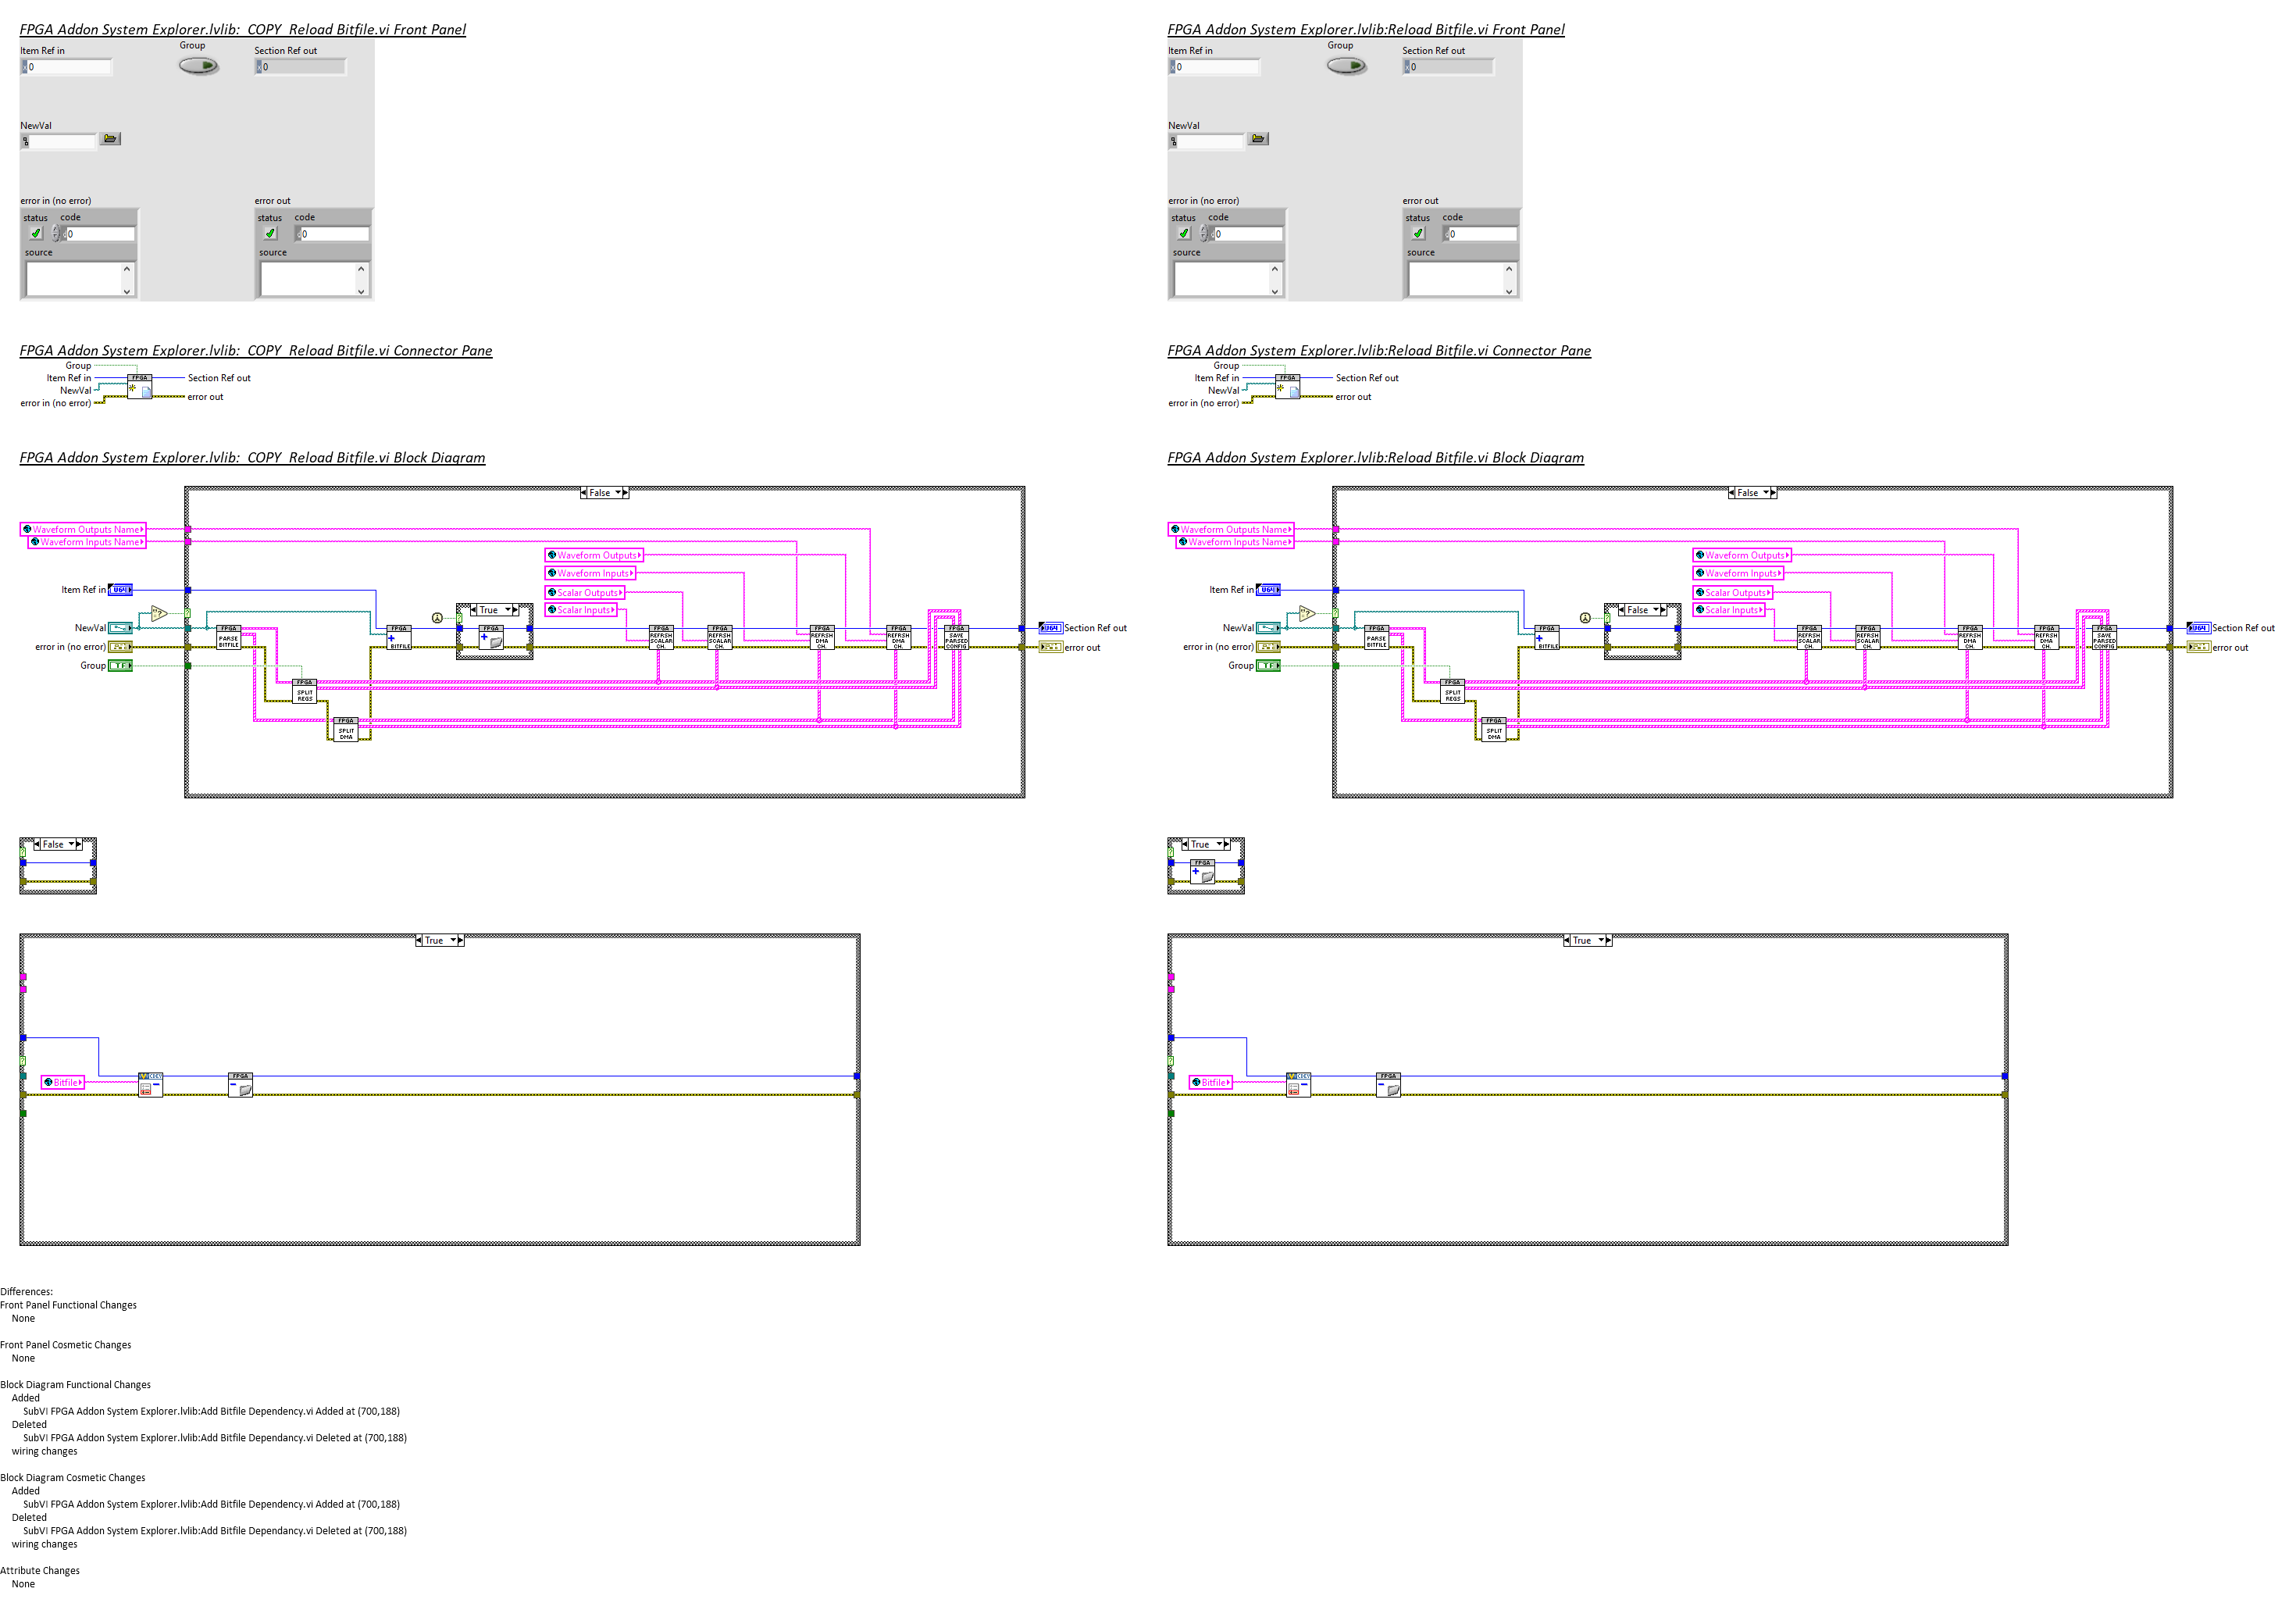 FPGA Addon System Explorer.lvlib:  COPY  Reload Bitfile.vi Front Panel
Item Ref in
Group
Section Ref out
0
0
NewVal
error in (no error)
error out
status code
0
source
status code
0
source
FPGA Addon System Explorer.lvlib:  COPY  Reload Bitfile.vi Connector Pane
Group
Item Ref in
NewVal
error in (no error)
FPGA
Section Ref out
error out
FPGA Addon System Explorer.lvlib:  COPY  Reload Bitfile.vi Block Diagram
False
Waveform Outputs Name
Waveform Inputs Name
Waveform Outputs
Waveform Inputs
Scalar Outputs
Scalar Inputs
Item Ref in
U64
NewVal
error in (no error)
Group
TF
FPGA PARSE BITFILE
FPGA SPLIT REGS
FPGA SPLIT DMA
FPGA BITFILE
True
FPGA
FPGA REFRSH SCALAR CH.
FPGA REFRSH SCALAR CH.
FPGA REFRSH DMA CH.
FPGA REFRSH DMA CH.
FPGA SAVE PARSED CONFIG
U64
Section Ref out
error out
False
True
Bitfile
CDEV
FPGA
FPGA Addon System Explorer.lvlib:Reload Bitfile.vi Front Panel
Item Ref in
Group
Section Ref out
0
0
NewVal
error in (no error)
error out
status code
0
source
status code
0
source
FPGA Addon System Explorer.lvlib:Reload Bitfile.vi Connector Pane
Group
Item Ref in
NewVal
error in (no error)
FPGA
Section Ref out
error out
FPGA Addon System Explorer.lvlib:Reload Bitfile.vi Block Diagram
False
Waveform Outputs Name
Waveform Inputs Name
Waveform Outputs
Waveform Inputs
Scalar Outputs
Scalar Inputs
Item Ref in
U64
NewVal
error in (no error)
Group
TF
FPGA PARSE BITFILE
FPGA SPLIT REGS
FPGA SPLIT DMA
FPGA BITFILE
False
FPGA REFRSH SCALAR CH.
FPGA REFRSH SCALAR CH.
FPGA REFRSH DMA CH.
FPGA REFRSH DMA CH.
FPGA SAVE PARSED CONFIG
U64
Section Ref out
error out
True
FPGA
True
Bitfile
CDEV
FPGA
Differences:
Front Panel Functional Changes
None
Front Panel Cosmetic Changes
None
Block Diagram Functional Changes
Added
SubVI FPGA Addon System Explorer.lvlib:Add Bitfile Dependency.vi Added at (700,188)
Deleted
SubVI FPGA Addon System Explorer.lvlib:Add Bitfile Dependancy.vi Deleted at (700,188)
wiring changes
Block Diagram Cosmetic Changes
Added
SubVI FPGA Addon System Explorer.lvlib:Add Bitfile Dependency.vi Added at (700,188)
Deleted
SubVI FPGA Addon System Explorer.lvlib:Add Bitfile Dependancy.vi Deleted at (700,188)
wiring changes
Attribute Changes
None